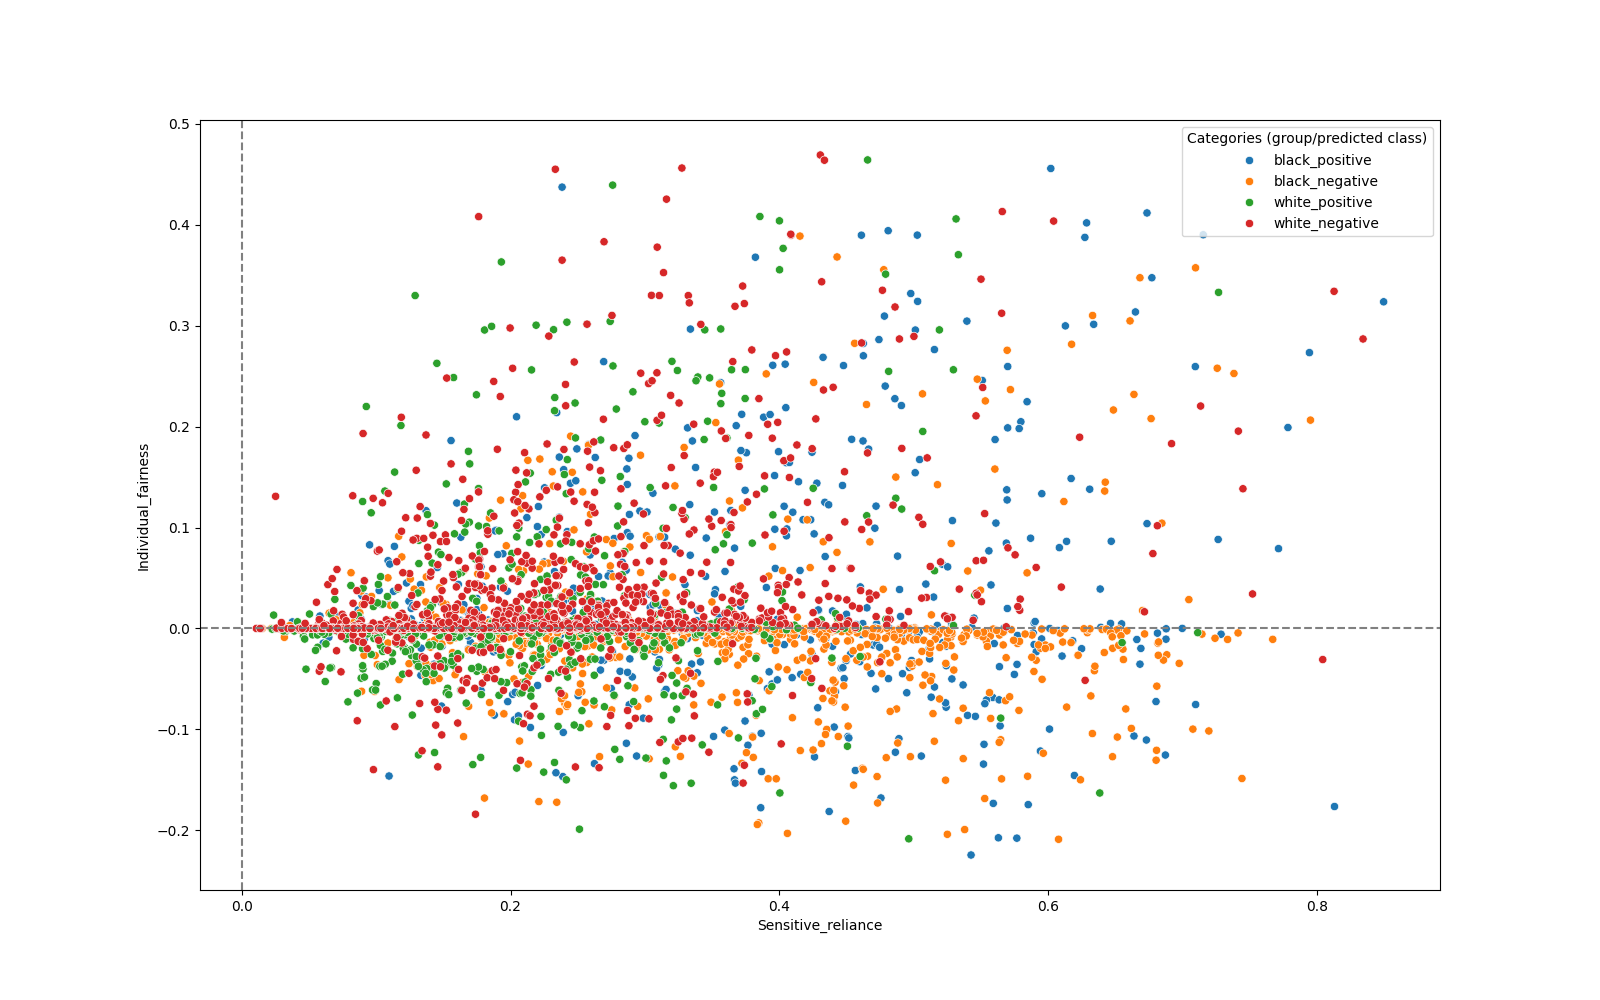 0.5
0.4
0.3
0.2
0.1
0.0
−0.1
−0.2
Individual_fairness
Categories (group/predicted class)
black_positive
black_negative
white_positive
white_negative
0.0 0.2 0.4 0.6 0.8
Sensitive_reliance